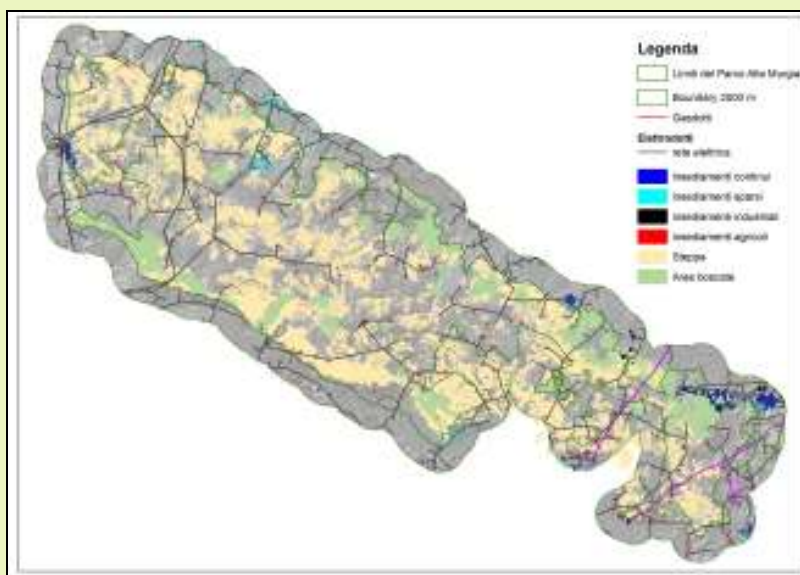 Legenda
Limiti del Parco Alta Murgia
Boundary 2000 m
Gasdotti
Elettrodotti
rete elettrica
Insediamenti continui
Insediamenti sparsi
Insediamenti industriali
Insediamenti agricoli
Steppa
Aree boscate